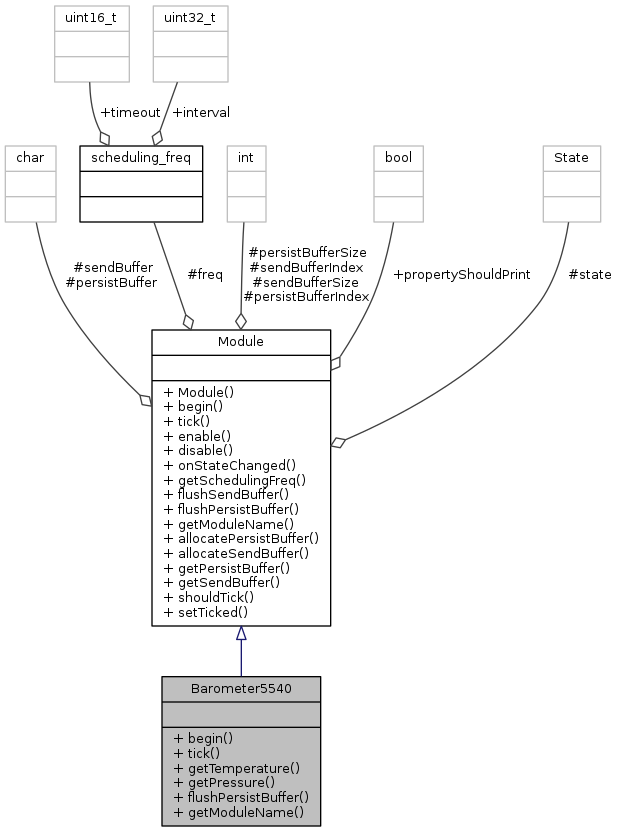 uint16_t
uint32_t
+timeout
+interval
char
scheduling_freq
int
bool
State
#sendBuffer
#persistBuffer
#freq
#persistBufferSize
#sendBufferIndex
#sendBufferSize
#persistBufferIndex
+propertyShouldPrint
#state
Module
+ Module()
+ begin()
+ tick()
+ enable()
+ disable()
+ onStateChanged()
+ getSchedulingFreq()
+ flushSendBuffer()
+ flushPersistBuffer()
+ getModuleName()
+ allocatePersistBuffer()
+ allocateSendBuffer()
+ getPersistBuffer()
+ getSendBuffer()
+ shouldTick()
+ setTicked()
Barometer5540
+ begin()
+ tick()
+ getTemperature()
+ getPressure()
+ flushPersistBuffer()
+ getModuleName()